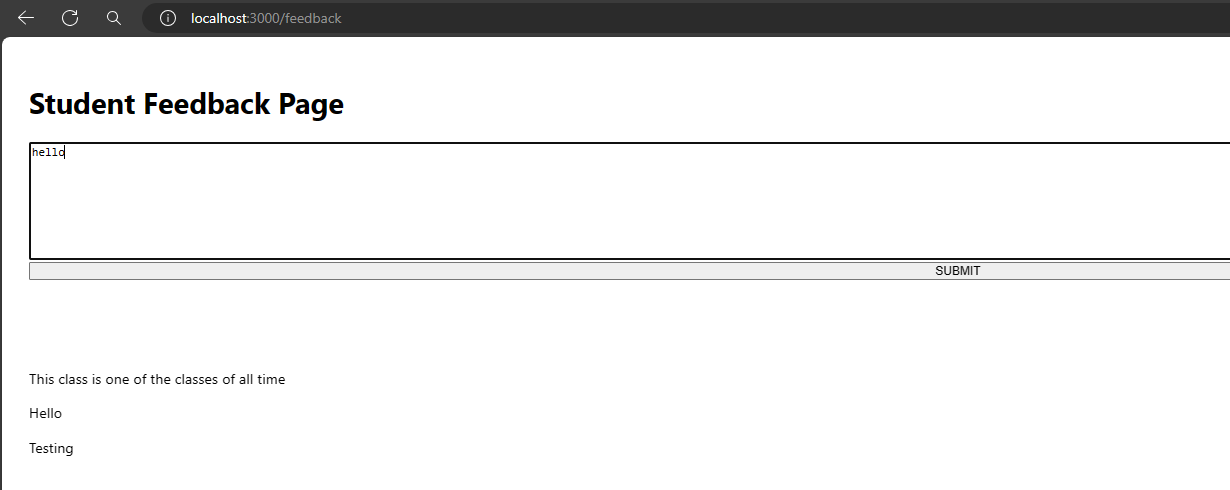 localhost:3000/feedback
Student Feedback Page
hello
SUBMIT
This class is one of the classes of all time
Hello
Testing